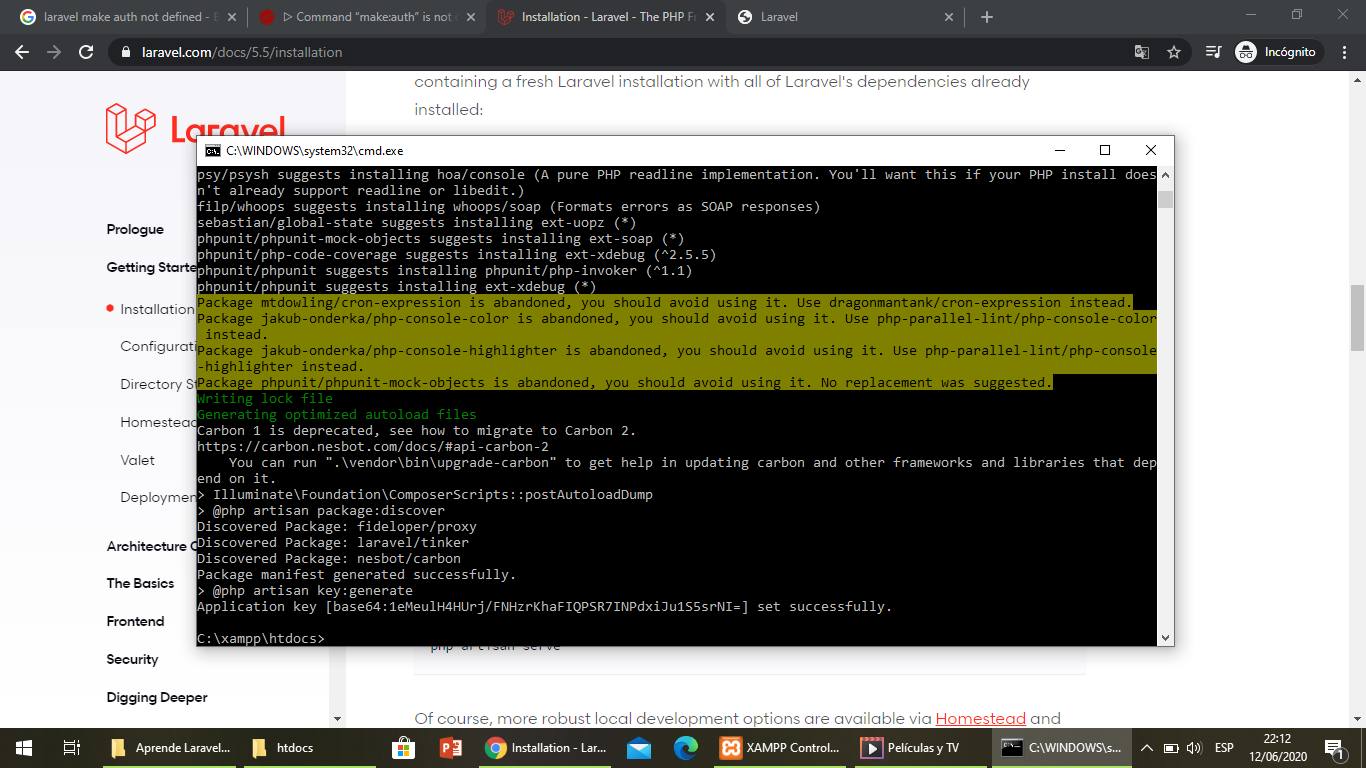 laravel make auth not defined - B
▷ Command "make:auth" is not d
Installation - Laravel - The PHP Fr
Laravel
laravel.com/docs/5.5/installation
Incógnito
containing a fresh Laravel installation with all of Laravel's dependencies already
installed:
Laravel
Prologue
Getting Starte
Installation
Configurati
Directory St
Homestead
Valet
Deploymen
Architecture C
The Basics
Frontend
Security
Digging Deeper
C:\WINDOWS\system32\cmd.exe
psy/psysh suggests installing hoa/console (A pure PHP readline implementation. You'll want this if your PHP install does
n't already support readline or libedit.)
filp/whoops suggests installing whoops/soap (Formats errors as SOAP responses)
sebastian/global-state suggests installing ext-uopz (*)
phpunit/phpunit-mock-objects suggests installing ext-soap (*)
phpunit/php-code-coverage suggests installing ext-xdebug (^2.5.5)
phpunit/phpunit suggests installing phpunit/php-invoker (^1.1)
phpunit/phpunit suggests installing ext-xdebug (*)
Package mtdowling/cron-expression is abandoned, you should avoid using it. Use dragonmantank/cron-expression instead.
Package jakub-onderka/php-console-color is abandoned, you should avoid using it. Use php-parallel-lint/php-console-color
 instead.
Package jakub-onderka/php-console-highlighter is abandoned, you should avoid using it. Use php-parallel-lint/php-console
-highlighter instead.
Package phpunit/phpunit-mock-objects is abandoned, you should avoid using it. No replacement was suggested.
Writing lock file
Generating optimized autoload files
Carbon 1 is deprecated, see how to migrate to Carbon 2.
https://carbon.nesbot.com/docs/#api-carbon-2
    You can run ".\vendor\bin\upgrade-carbon" to get help in updating carbon and other frameworks and libraries that dep
end on it.
> Illuminate\Foundation\ComposerScripts::postAutoloadDump
> @php artisan package:discover
Discovered Package: fideloper/proxy
Discovered Package: laravel/tinker
Discovered Package: nesbot/carbon
Package manifest generated successfully.
> @php artisan key:generate
Application key [base64:1eMeulH4HUrj/FNHzrKhaFIQPSR7INPdxiJu1S5srNI=] set successfully.
C:\xampp\htdocs>
php artisan serve
Of course, more robust local development options are available via Homestead and
Aprende Laravel...
htdocs
Installation - Lar...
XAMPP Control...
Películas y TV
C:\WINDOWS\s...
ESP
22:12
12/06/2020
1